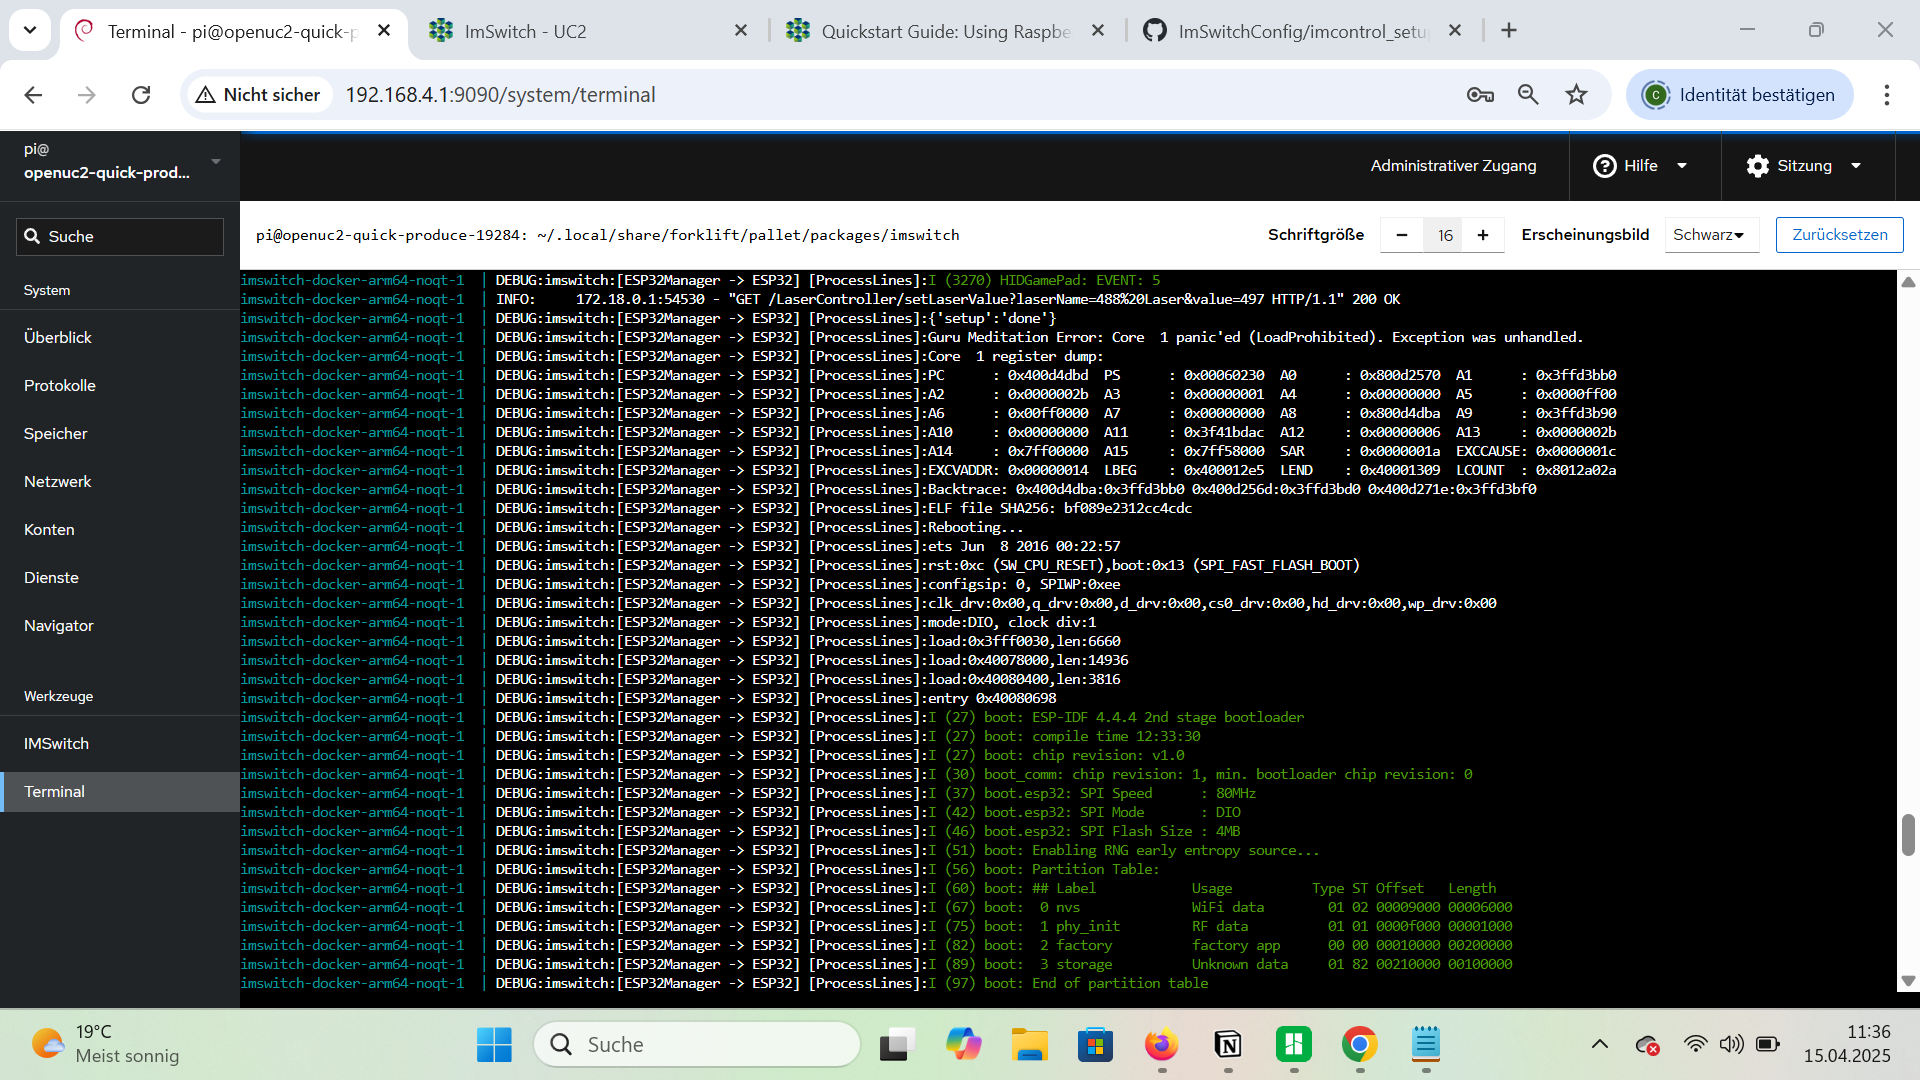 Terminal - pi@openuc2-quick-p
ImSwitch - UC2
Quickstart Guide: Using Raspbe
ImSwitchConfig/imcontrol_setu
Nicht sicher
192.168.4.1:9090/system/terminal
C
Identität bestätigen
pi@
openuc2-quick-prod...
Administrativer Zugang
Hilfe
Sitzung
Suche
System
Überblick
Protokolle
Speicher
Netzwerk
Konten
Dienste
Navigator
Werkzeuge
IMSwitch
Terminal
pi@openuc2-quick-produce-19284: ~/.local/share/forklift/pallet/packages/imswitch
Schriftgröße
− 16 +
Erscheinungsbild
Schwarz
Zurücksetzen
imswitch-docker-arm64-noqt-1 | DEBUG:imswitch:[ESP32Manager -> ESP32] [ProcessLines]:I (3270) HIDGamePad: EVENT: 5
imswitch-docker-arm64-noqt-1 | INFO: 172.18.0.1:54530 - "GET /LaserController/setLaserValue?laserName=488%20Laser&value=497 HTTP/1.1" 200 OK
imswitch-docker-arm64-noqt-1 | DEBUG:imswitch:[ESP32Manager -> ESP32] [ProcessLines]:{'setup':'done'}
imswitch-docker-arm64-noqt-1 | DEBUG:imswitch:[ESP32Manager -> ESP32] [ProcessLines]:Guru Meditation Error: Core 1 panic'ed (LoadProhibited). Exception was unhandled.
imswitch-docker-arm64-noqt-1 | DEBUG:imswitch:[ESP32Manager -> ESP32] [ProcessLines]:Core 1 register dump:
imswitch-docker-arm64-noqt-1 | DEBUG:imswitch:[ESP32Manager -> ESP32] [ProcessLines]:PC : 0x400d4dbd PS : 0x00060230 A0 : 0x800d2570 A1 : 0x3ffd3bb0
imswitch-docker-arm64-noqt-1 | DEBUG:imswitch:[ESP32Manager -> ESP32] [ProcessLines]:A2 : 0x0000002b A3 : 0x00000001 A4 : 0x00000000 A5 : 0x0000ff00
imswitch-docker-arm64-noqt-1 | DEBUG:imswitch:[ESP32Manager -> ESP32] [ProcessLines]:A6 : 0x00ff0000 A7 : 0x00000000 A8 : 0x800d4dba A9 : 0x3ffd3b90
imswitch-docker-arm64-noqt-1 | DEBUG:imswitch:[ESP32Manager -> ESP32] [ProcessLines]:A10 : 0x00000000 A11 : 0x3f41bdac A12 : 0x00000006 A13 : 0x0000002b
imswitch-docker-arm64-noqt-1 | DEBUG:imswitch:[ESP32Manager -> ESP32] [ProcessLines]:A14 : 0x7ff00000 A15 : 0x7ff58000 SAR : 0x0000001a EXCCAUSE: 0x0000001c
imswitch-docker-arm64-noqt-1 | DEBUG:imswitch:[ESP32Manager -> ESP32] [ProcessLines]:EXCVADDR: 0x00000014 LBEG : 0x400012e5 LEND : 0x40001309 LCOUNT : 0x8012a02a
imswitch-docker-arm64-noqt-1 | DEBUG:imswitch:[ESP32Manager -> ESP32] [ProcessLines]:Backtrace: 0x400d4dba:0x3ffd3bb0 0x400d256d:0x3ffd3bd0 0x400d271e:0x3ffd3bf0
imswitch-docker-arm64-noqt-1 | DEBUG:imswitch:[ESP32Manager -> ESP32] [ProcessLines]:ELF file SHA256: bf089e2312cc4cdc
imswitch-docker-arm64-noqt-1 | DEBUG:imswitch:[ESP32Manager -> ESP32] [ProcessLines]:Rebooting...
imswitch-docker-arm64-noqt-1 | DEBUG:imswitch:[ESP32Manager -> ESP32] [ProcessLines]:ets Jun 8 2016 00:22:57
imswitch-docker-arm64-noqt-1 | DEBUG:imswitch:[ESP32Manager -> ESP32] [ProcessLines]:rst:0xc (SW_CPU_RESET),boot:0x13 (SPI_FAST_FLASH_BOOT)
imswitch-docker-arm64-noqt-1 | DEBUG:imswitch:[ESP32Manager -> ESP32] [ProcessLines]:configsip: 0, SPIWP:0xee
imswitch-docker-arm64-noqt-1 | DEBUG:imswitch:[ESP32Manager -> ESP32] [ProcessLines]:clk_drv:0x00,q_drv:0x00,d_drv:0x00,cs0_drv:0x00,hd_drv:0x00,wp_drv:0x00
imswitch-docker-arm64-noqt-1 | DEBUG:imswitch:[ESP32Manager -> ESP32] [ProcessLines]:mode:DIO, clock div:1
imswitch-docker-arm64-noqt-1 | DEBUG:imswitch:[ESP32Manager -> ESP32] [ProcessLines]:load:0x3fff0030,len:6660
imswitch-docker-arm64-noqt-1 | DEBUG:imswitch:[ESP32Manager -> ESP32] [ProcessLines]:load:0x40078000,len:14936
imswitch-docker-arm64-noqt-1 | DEBUG:imswitch:[ESP32Manager -> ESP32] [ProcessLines]:load:0x40080400,len:3816
imswitch-docker-arm64-noqt-1 | DEBUG:imswitch:[ESP32Manager -> ESP32] [ProcessLines]:entry 0x40080698
imswitch-docker-arm64-noqt-1 | DEBUG:imswitch:[ESP32Manager -> ESP32] [ProcessLines]:I (27) boot: ESP-IDF 4.4.4 2nd stage bootloader
imswitch-docker-arm64-noqt-1 | DEBUG:imswitch:[ESP32Manager -> ESP32] [ProcessLines]:I (27) boot: compile time 12:33:30
imswitch-docker-arm64-noqt-1 | DEBUG:imswitch:[ESP32Manager -> ESP32] [ProcessLines]:I (27) boot: chip revision: v1.0
imswitch-docker-arm64-noqt-1 | DEBUG:imswitch:[ESP32Manager -> ESP32] [ProcessLines]:I (30) boot_comm: chip revision: 1, min. bootloader chip revision: 0
imswitch-docker-arm64-noqt-1 | DEBUG:imswitch:[ESP32Manager -> ESP32] [ProcessLines]:I (37) boot.esp32: SPI Speed : 80MHz
imswitch-docker-arm64-noqt-1 | DEBUG:imswitch:[ESP32Manager -> ESP32] [ProcessLines]:I (42) boot.esp32: SPI Mode : DIO
imswitch-docker-arm64-noqt-1 | DEBUG:imswitch:[ESP32Manager -> ESP32] [ProcessLines]:I (46) boot.esp32: SPI Flash Size : 4MB
imswitch-docker-arm64-noqt-1 | DEBUG:imswitch:[ESP32Manager -> ESP32] [ProcessLines]:I (51) boot: Enabling RNG early entropy source...
imswitch-docker-arm64-noqt-1 | DEBUG:imswitch:[ESP32Manager -> ESP32] [ProcessLines]:I (56) boot: Partition Table:
imswitch-docker-arm64-noqt-1 | DEBUG:imswitch:[ESP32Manager -> ESP32] [ProcessLines]:I (60) boot: ## Label Usage Type ST Offset Length
imswitch-docker-arm64-noqt-1 | DEBUG:imswitch:[ESP32Manager -> ESP32] [ProcessLines]:I (67) boot: 0 nvs WiFi data 01 02 00009000 00006000
imswitch-docker-arm64-noqt-1 | DEBUG:imswitch:[ESP32Manager -> ESP32] [ProcessLines]:I (75) boot: 1 phy_init RF data 01 01 0000f000 00001000
imswitch-docker-arm64-noqt-1 | DEBUG:imswitch:[ESP32Manager -> ESP32] [ProcessLines]:I (82) boot: 2 factory factory app 00 00 00010000 00200000
imswitch-docker-arm64-noqt-1 | DEBUG:imswitch:[ESP32Manager -> ESP32] [ProcessLines]:I (89) boot: 3 storage Unknown data 01 82 00210000 00100000
imswitch-docker-arm64-noqt-1 | DEBUG:imswitch:[ESP32Manager -> ESP32] [ProcessLines]:I (97) boot: End of partition table
19°C
Meist sonnig
Suche
11:36
15.04.2025